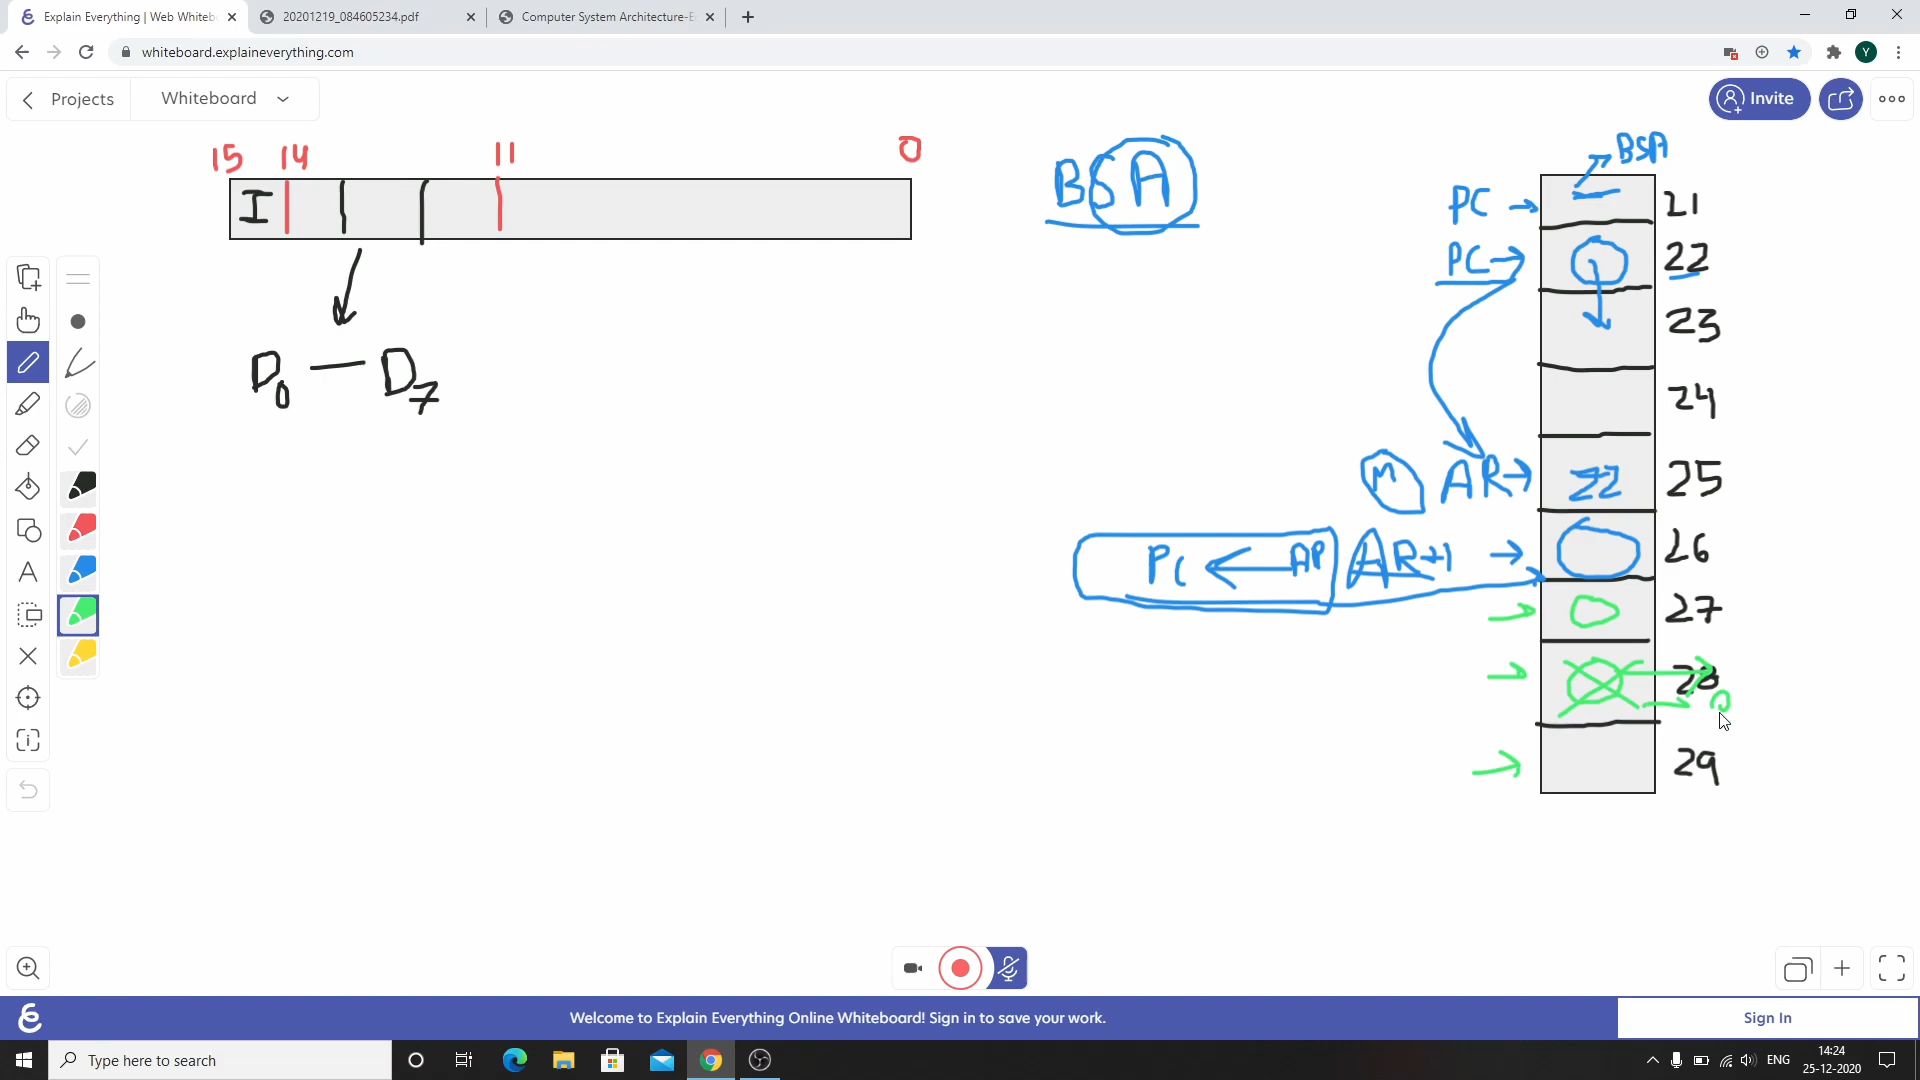 Explain Everything | Web Whiteb
20201219_084605234.pdf
Computer System Architecture-E
whiteboard.explaineverything.com
Y
Projects
Whiteboard
Invite
15 14 11 0
I
D0 — D7
BSA
BSA
PC → 21
PC → 22
23
24
M AR → 22 25
PC ← AR AR+1 → 26
→ 27
→ 28
→ 29
Welcome to Explain Everything Online Whiteboard! Sign in to save your work.
Sign In
Type here to search
ENG
14:24
25-12-2020